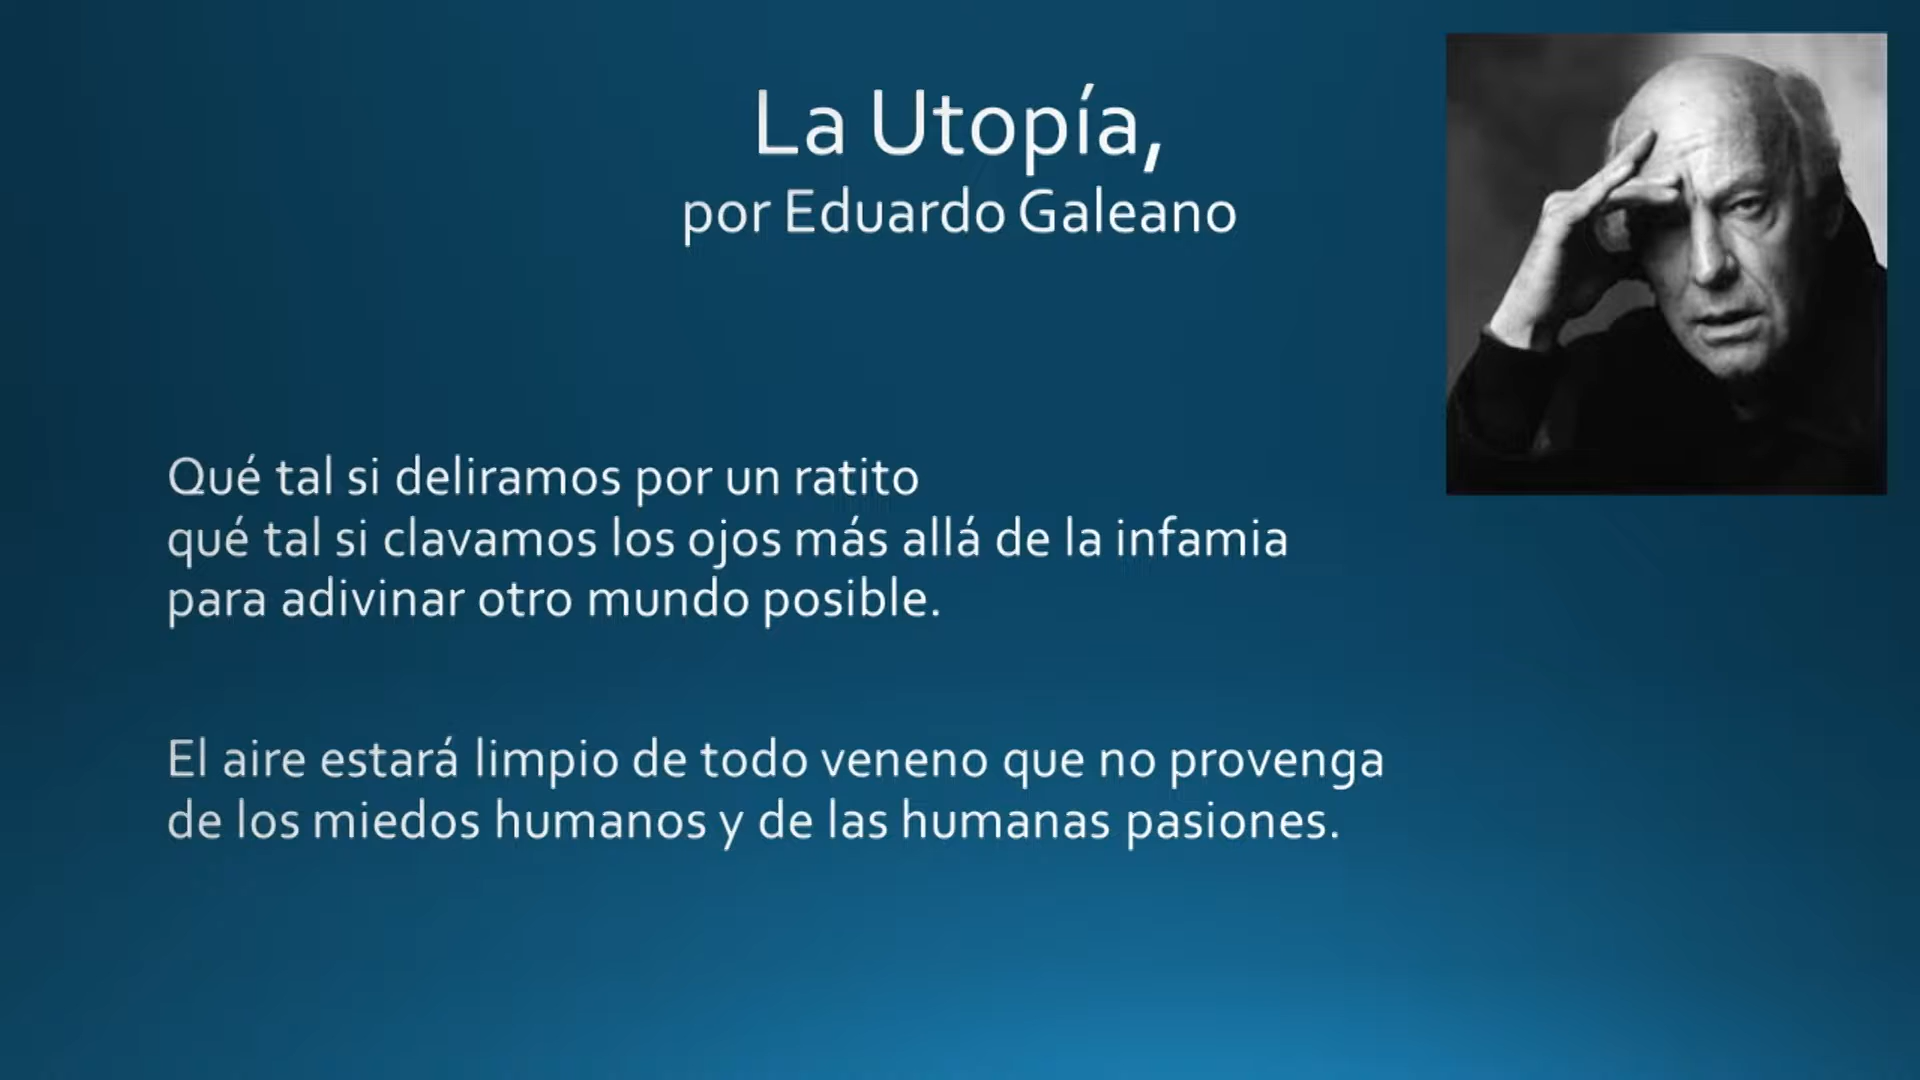 La Utopía,
por Eduardo Galeano
Qué tal si deliramos por un ratito
qué tal si clavamos los ojos más allá de la infamia
para adivinar otro mundo posible.
El aire estará limpio de todo veneno que no provenga
de los miedos humanos y de las humanas pasiones.